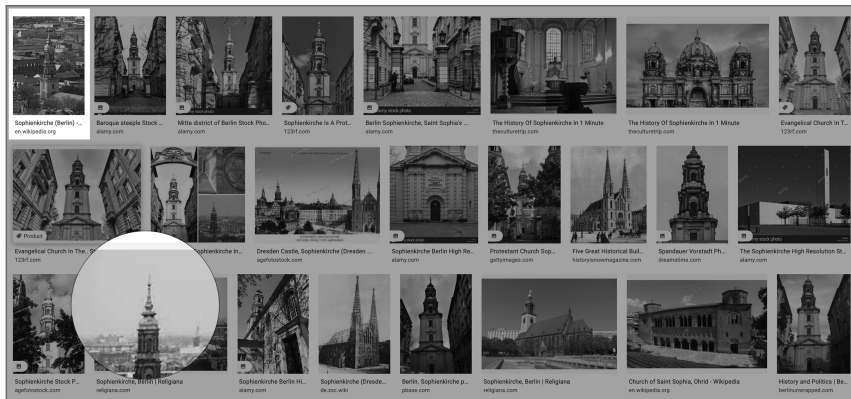 Sophienkirche (Berlin) -...
en.wikipedia.org
Baroque steeple Stock ...
alamy.com
Mitte district of Berlin Stock Pho...
alamy.com
Sophienkirche Is A Prot...
123rf.com
Berlin Sophienkirche, Saint Sophia's ...
alamy.com
The History Of Sophienkirche In 1 Minute
theculturetrip.com
The History Of Sophienkirche In 1 Minute
theculturetrip.com
Evangelical Church In T...
123rf.com
Product
Evangelical Church In The...
123rf.com
Sophienkirche In...
Dresden Castle, Sophienkirche (Dresden ...
agefotostock.com
Sophienkirche Berlin High Re...
alamy.com
Protestant Church Sop...
gettyimages.com
Five Great Historical Buil...
historyisnowmagazine.com
Spandauer Vorstadt Ph...
dreamstime.com
The Sophienkirche High Resolution St...
alamy.com
Sophienkirche Stock P...
agefotostock.com
Sophienkirche, Berlin | Religiana
religiana.com
Sophienkirche Berlin Hi...
alamy.com
Sophienkirche (Dresde...
de.zxc.wiki
Berlin. Sophienkirche p...
pbase.com
Sophienkirche, Berlin | Religiana
religiana.com
Church of Saint Sophia, Ohrid - Wikipedia
en.wikipedia.org
History and Politics | Be...
berlinunwrapped.com